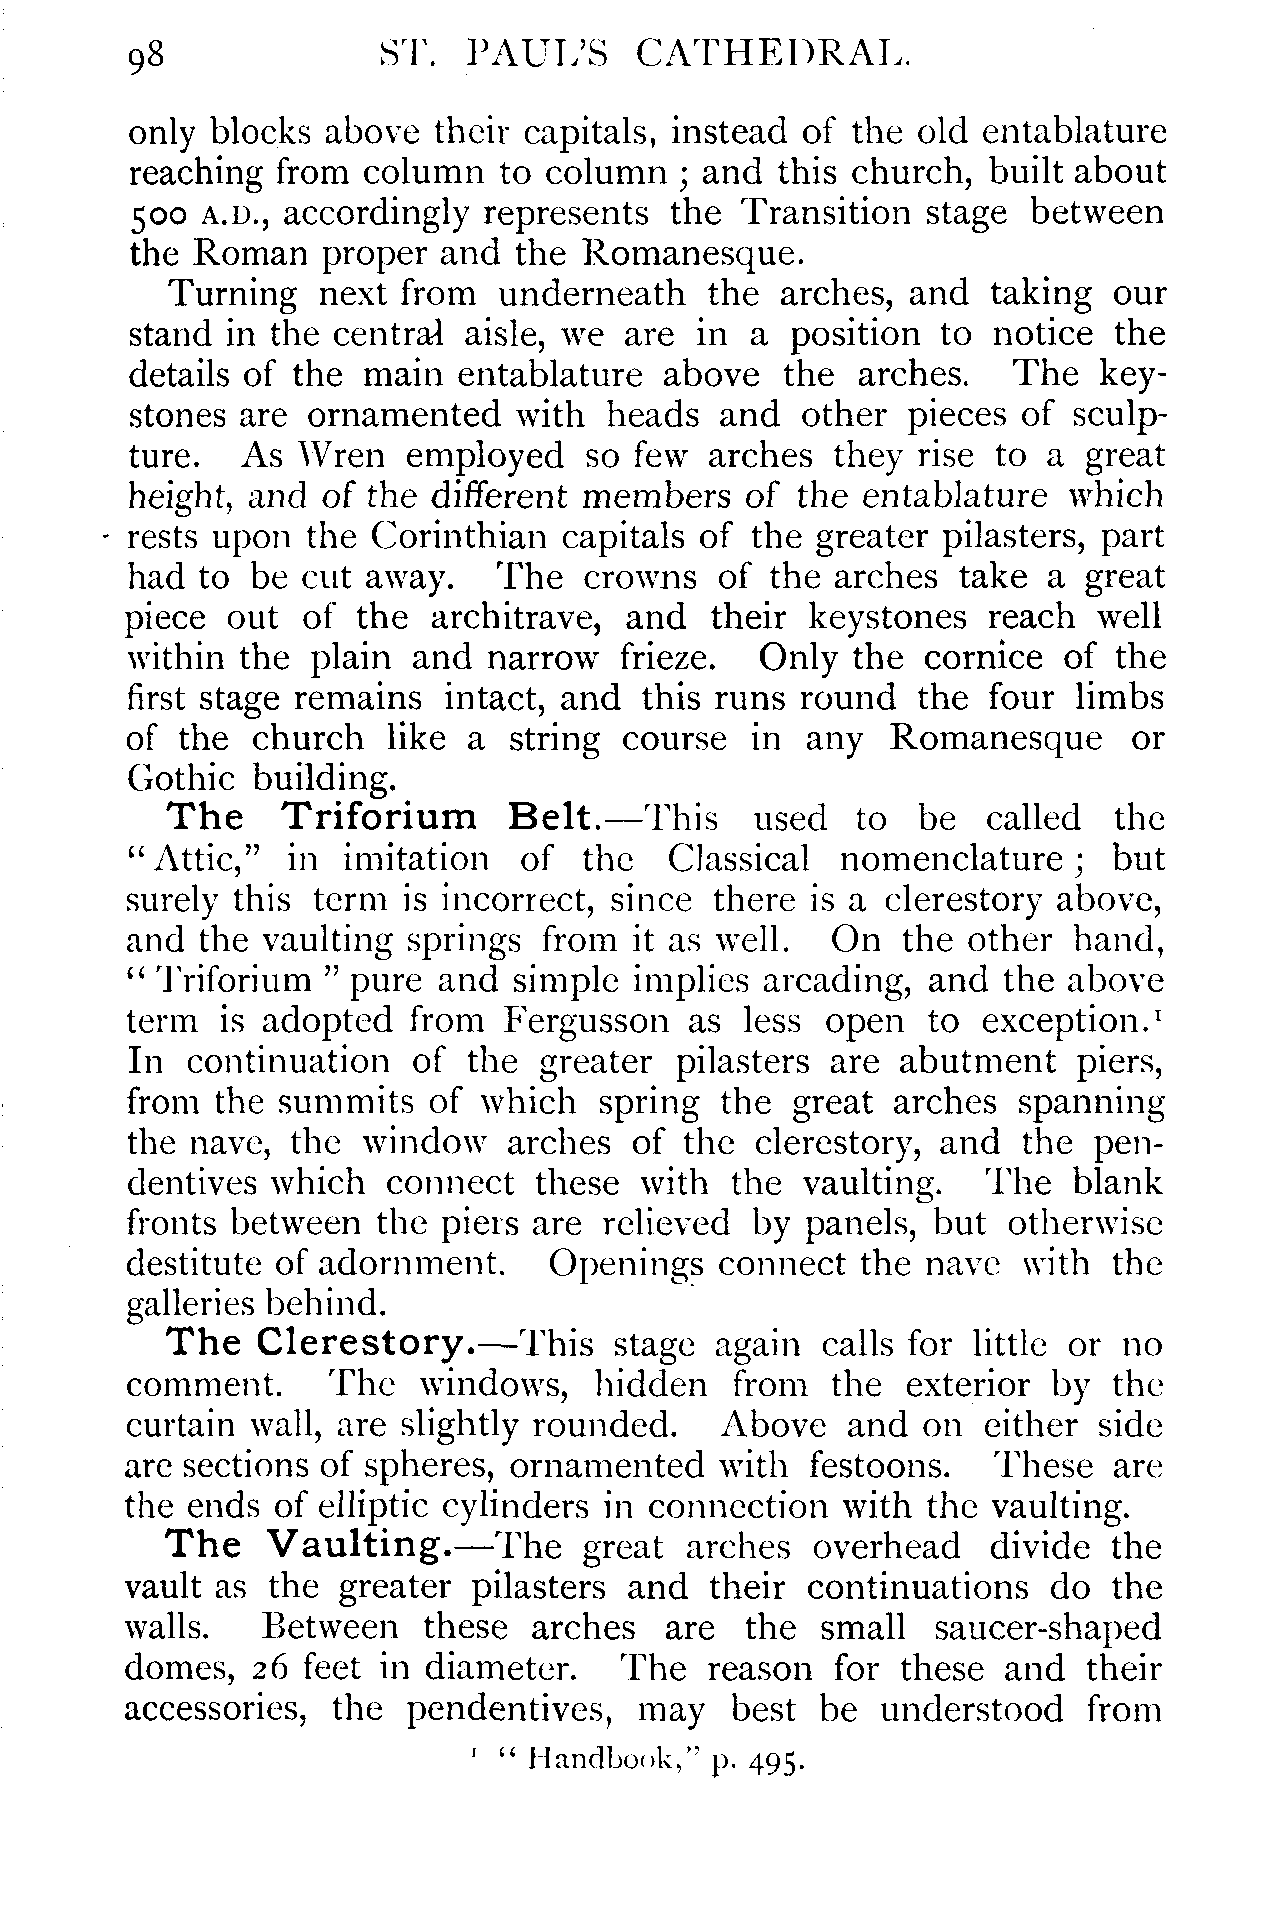 98 ST. PAUL'S CATHEDRAL.
only blocks above their capitals, instead of the old entablature
reaching from column to column ; and this church, built about
500 A.D., accordingly represents the Transition stage between
the Roman proper and the Romanesque.
Turning next from underneath the arches, and taking our
stand in the central aisle, we are in a position to notice the
details of the main entablature above the arches. The key-
stones are ornamented with heads and other pieces of sculp-
ture. As Wren employed so few arches they rise to a great
height, and of the different members of the entablature which
rests upon the Corinthian capitals of the greater pilasters, part
had to be cut away. The crowns of the arches take a great
piece out of the architrave, and their keystones reach well
within the plain and narrow frieze. Only the cornice of the
first stage remains intact, and this runs round the four limbs
of the church like a string course in any Romanesque or
Gothic building.
The Triforium Belt.—This used to be called the
“ Attic,” in imitation of the Classical nomenclature ; but
surely this term is incorrect, since there is a clerestory above,
and the vaulting springs from it as well. On the other hand,
“ Triforium ” pure and simple implies arcading, and the above
term is adopted from Fergusson as less open to exception.¹
In continuation of the greater pilasters are abutment piers,
from the summits of which spring the great arches spanning
the nave, the window arches of the clerestory, and the pen-
dentives which connect these with the vaulting. The blank
fronts between the piers are relieved by panels, but otherwise
destitute of adornment. Openings connect the nave with the
galleries behind.
The Clerestory.—This stage again calls for little or no
comment. The windows, hidden from the exterior by the
curtain wall, are slightly rounded. Above and on either side
are sections of spheres, ornamented with festoons. These are
the ends of elliptic cylinders in connection with the vaulting.
The Vaulting.—The great arches overhead divide the
vault as the greater pilasters and their continuations do the
walls. Between these arches are the small saucer-shaped
domes, 26 feet in diameter. The reason for these and their
accessories, the pendentives, may best be understood from
¹ “ Handbook,” p. 495.